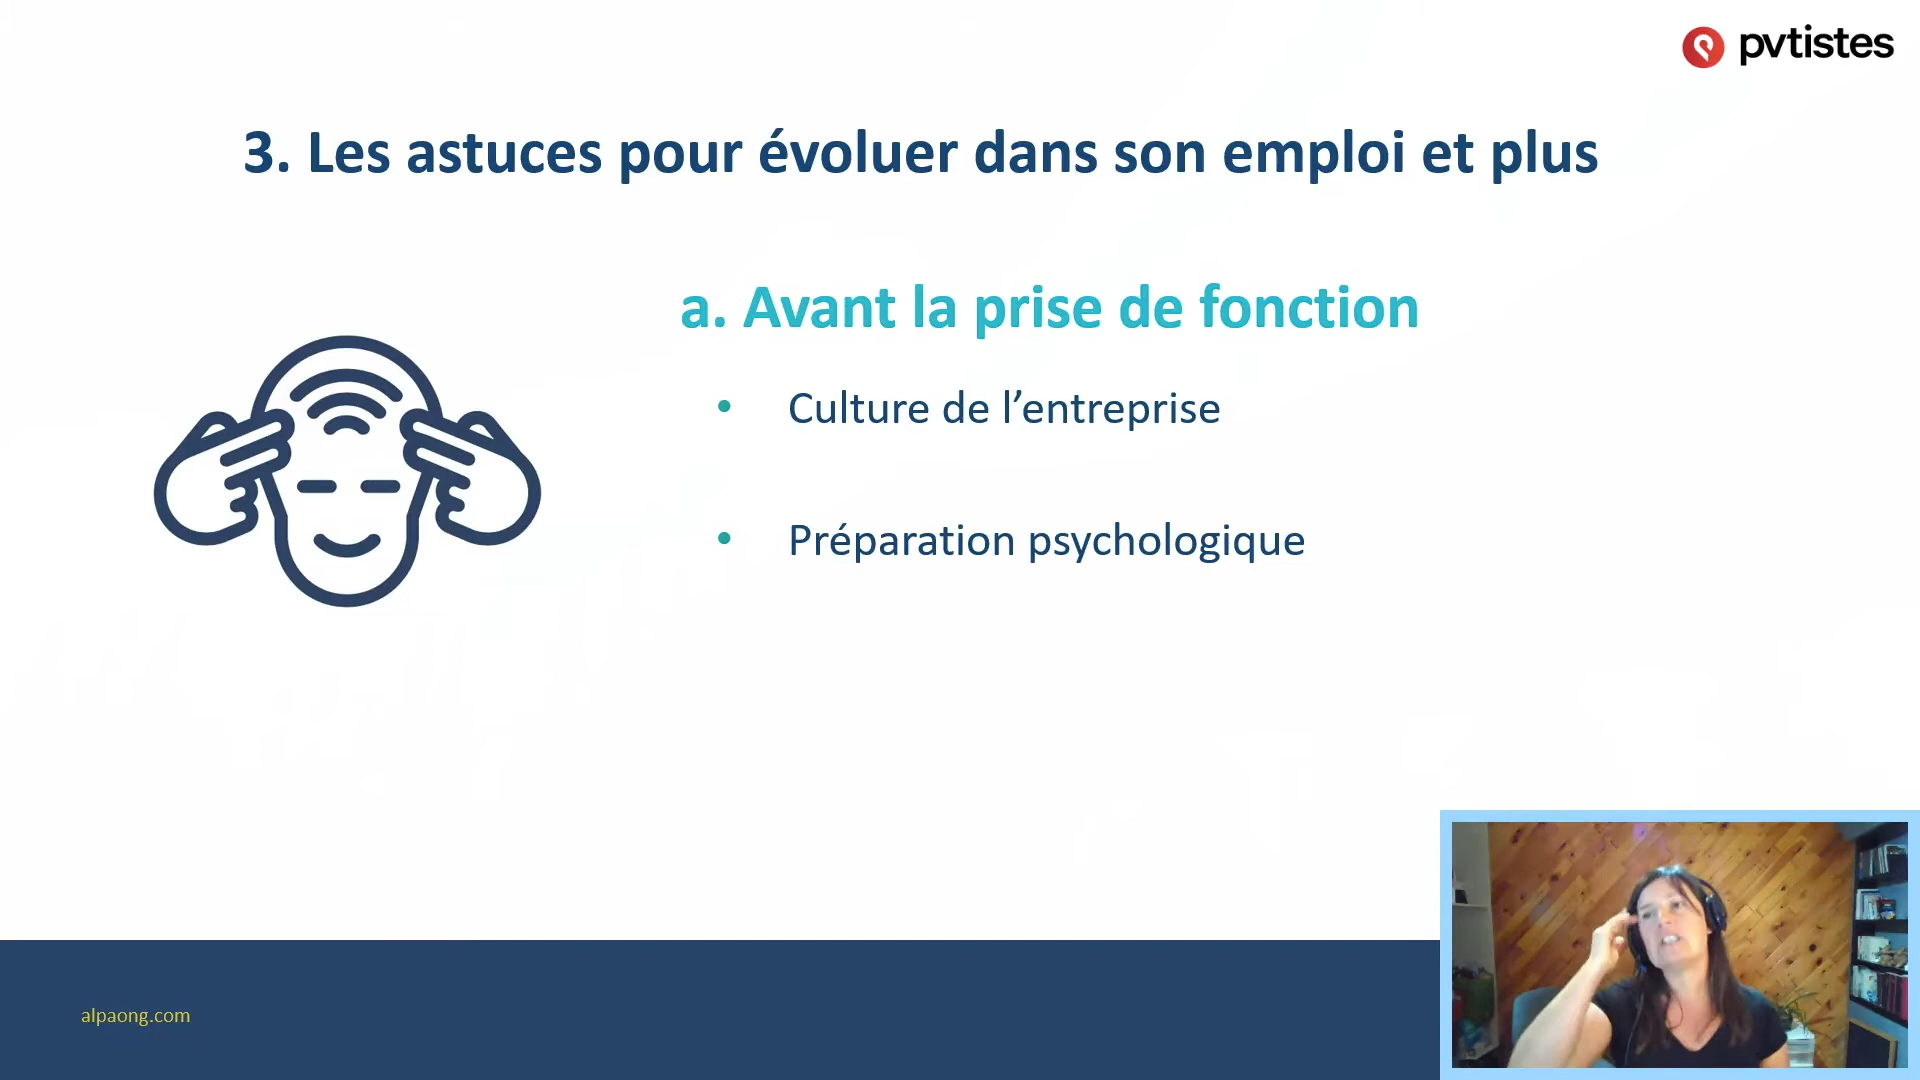 pvtistes
3. Les astuces pour évoluer dans son emploi et plus
a. Avant la prise de fonction
• Culture de l’entreprise
• Préparation psychologique
alpaong.com